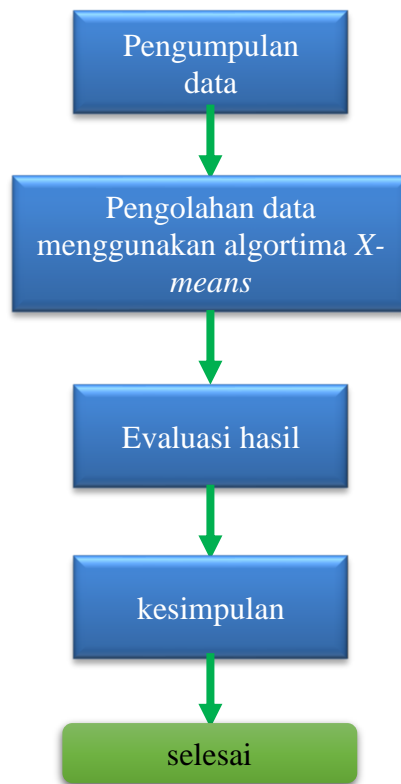 Pengumpulan
data
Pengolahan data
menggunakan algortima X-
means
Evaluasi hasil
kesimpulan
selesai